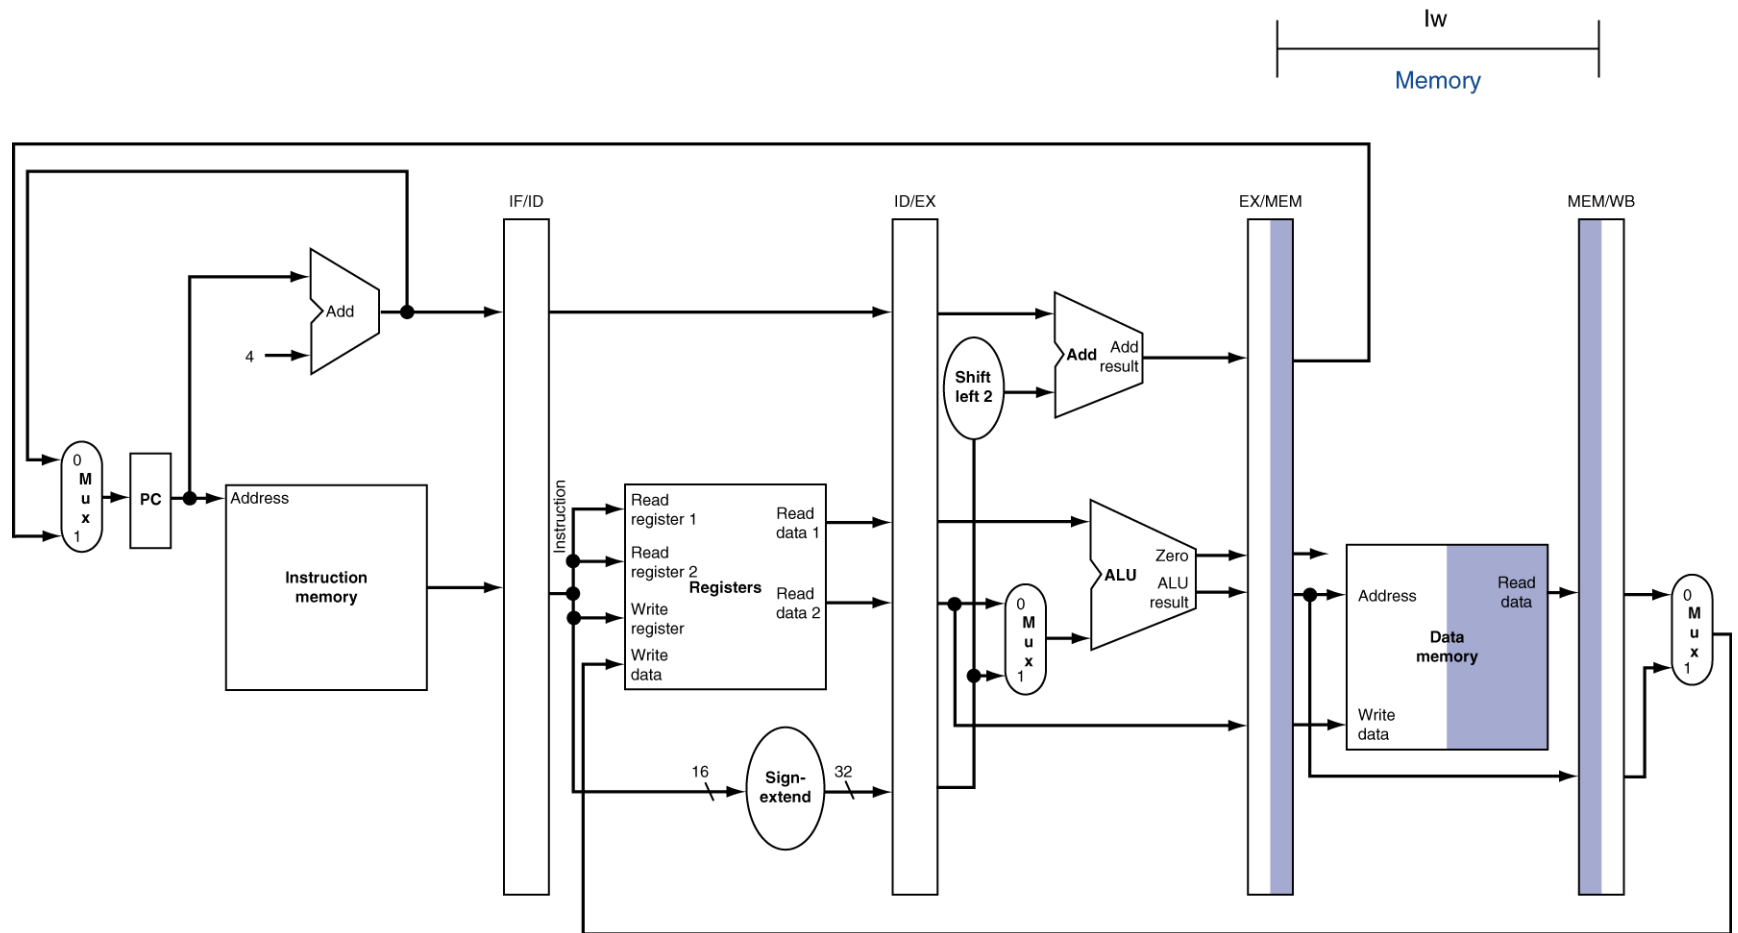 lw
Memory
IF/ID
ID/EX
EX/MEM
MEM/WB
Add
4
Add
Add
result
Shift
left 2
0
M
u
x
1
PC
Address
Instruction
memory
Instruction
Read
register 1
Read
register 2
Write
register
Write
data
Registers
Read
data 1
Read
data 2
16
Sign-
extend
32
0
M
u
x
1
ALU
Zero
ALU
result
Address
Read
data
Data
memory
Write
data
0
M
u
x
1